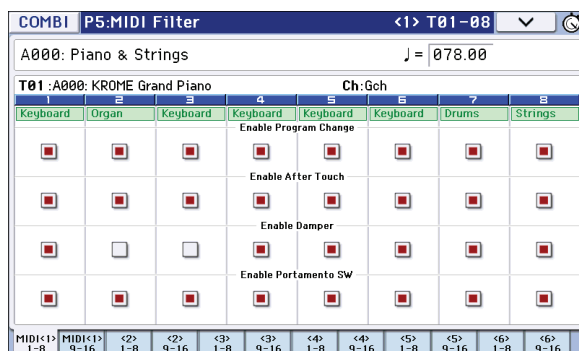 COMBI P5:MIDI Filter <1> T01-08
A000: Piano & Strings ♩= 078.00
T01 :A000: KROME Grand Piano Ch:Gch
1 2 3 4 5 6 7 8
Keyboard Organ Keyboard Keyboard Keyboard Keyboard Drums Strings
Enable Program Change
Enable After Touch
Enable Damper
Enable Portamento SW
MIDI<1> MIDI<1> <2> <2> <3> <3> <4> <4> <5> <5> <6> <6>
1-8 9-16 1-8 9-16 1-8 9-16 1-8 9-16 1-8 9-16 1-8 9-16